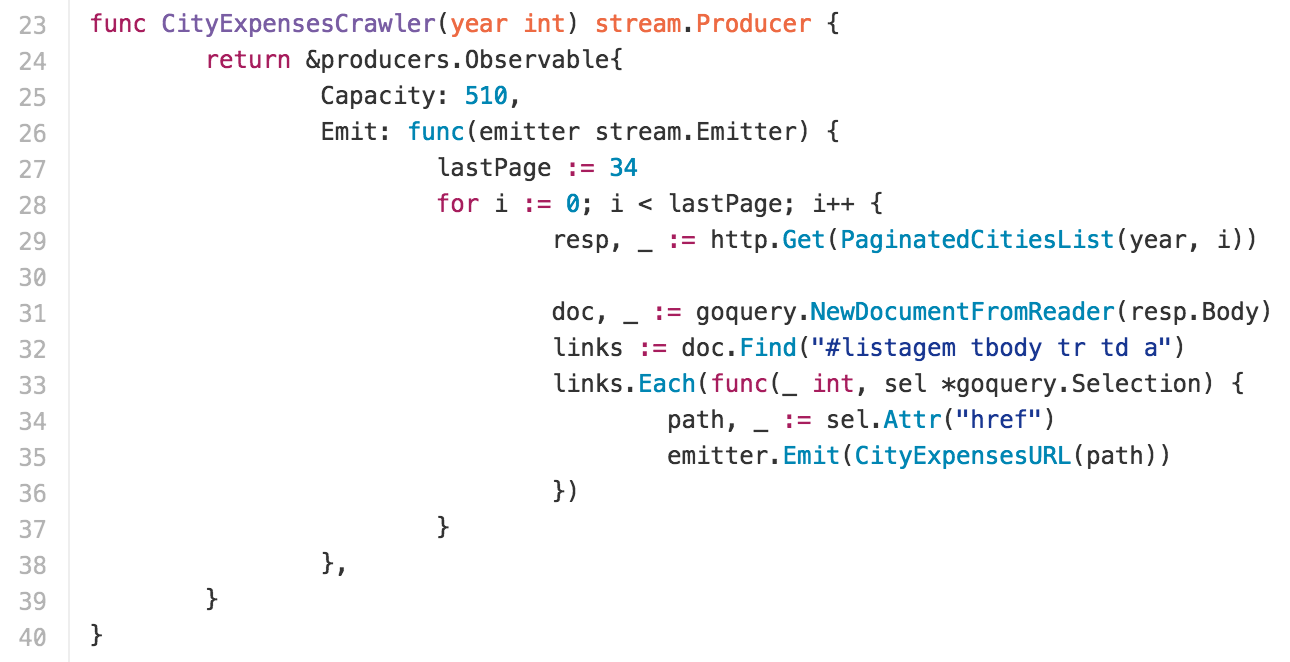 23 func CityExpensesCrawler(year int) stream.Producer {
24         return &producers.Observable{
25                 Capacity: 510,
26                 Emit: func(emitter stream.Emitter) {
27                         lastPage := 34
28                         for i := 0; i < lastPage; i++ {
29                                 resp, _ := http.Get(PaginatedCitiesList(year, i))
30
31                                 doc, _ := goquery.NewDocumentFromReader(resp.Body)
32                                 links := doc.Find("#listagem tbody tr td a")
33                                 links.Each(func(_ int, sel *goquery.Selection) {
34                                         path, _ := sel.Attr("href")
35                                         emitter.Emit(CityExpensesURL(path))
36                                 })
37                         }
38                 },
39         }
40 }